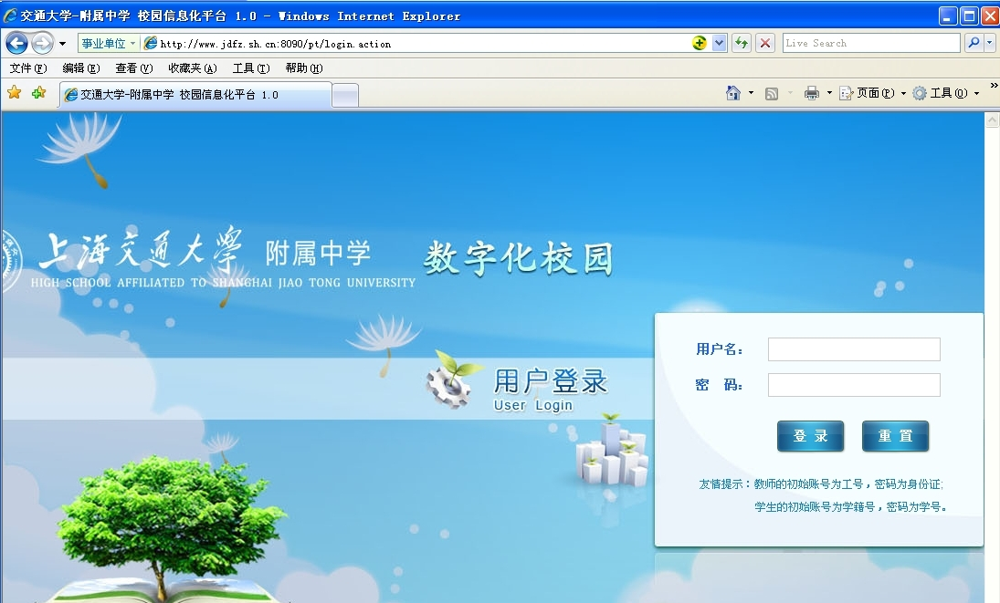 交通大学-附属中学 校园信息化平台 1.0 - Windows Internet Explorer
事业单位 http://www.jdfz.sh.cn:8090/pt/login.action Live Search
文件(F) 编辑(E) 查看(V) 收藏夹(A) 工具(T) 帮助(H)
交通大学-附属中学 校园信息化平台 1.0 页面(P) 工具(O)
上海交通大学 附属中学 数字化校园
HIGH SCHOOL AFFILIATED TO SHANGHAI JIAO TONG UNIVERSITY
用户登录
User Login
用户名:
密 码:
登 录 重 置
友情提示:教师的初始账号为工号,密码为身份证;
学生的初始账号为学籍号,密码为学号。